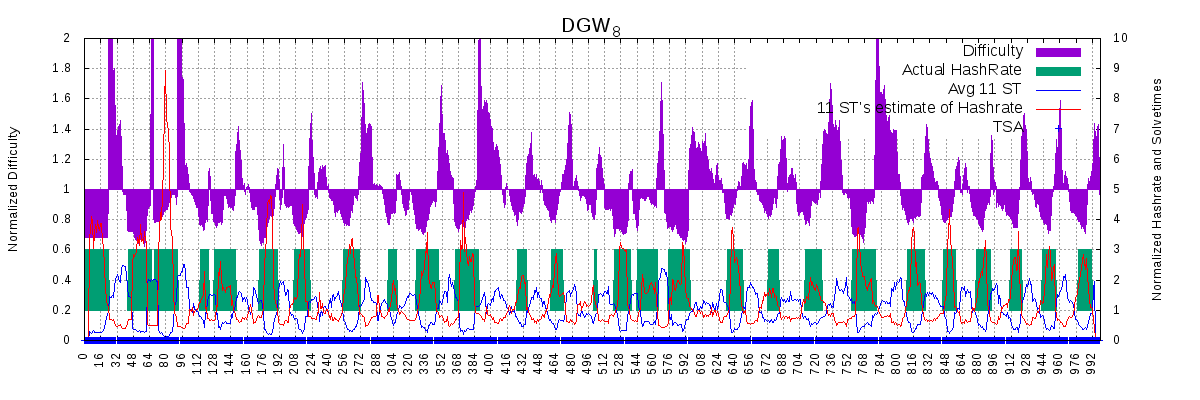 DGW8
Normalized Difficulty
2
1.8
1.6
1.4
1.2
1
0.8
0.6
0.4
0.2
0
Difficulty
Actual HashRate
Avg 11 ST
11 ST's estimate of Hashrate
TSA
10
9
8
7
6
5
4
3
2
1
0
Normalized Hashrate and Solvetimes
0 16 32 48 64 80 96 112 128 144 160 176 192 208 224 240 256 272 288 304 320 336 352 368 384 400 416 432 448 464 480 496 512 528 544 560 576 592 608 624 640 656 672 688 704 720 736 752 768 784 800 816 832 848 864 880 896 912 928 944 960 976 992